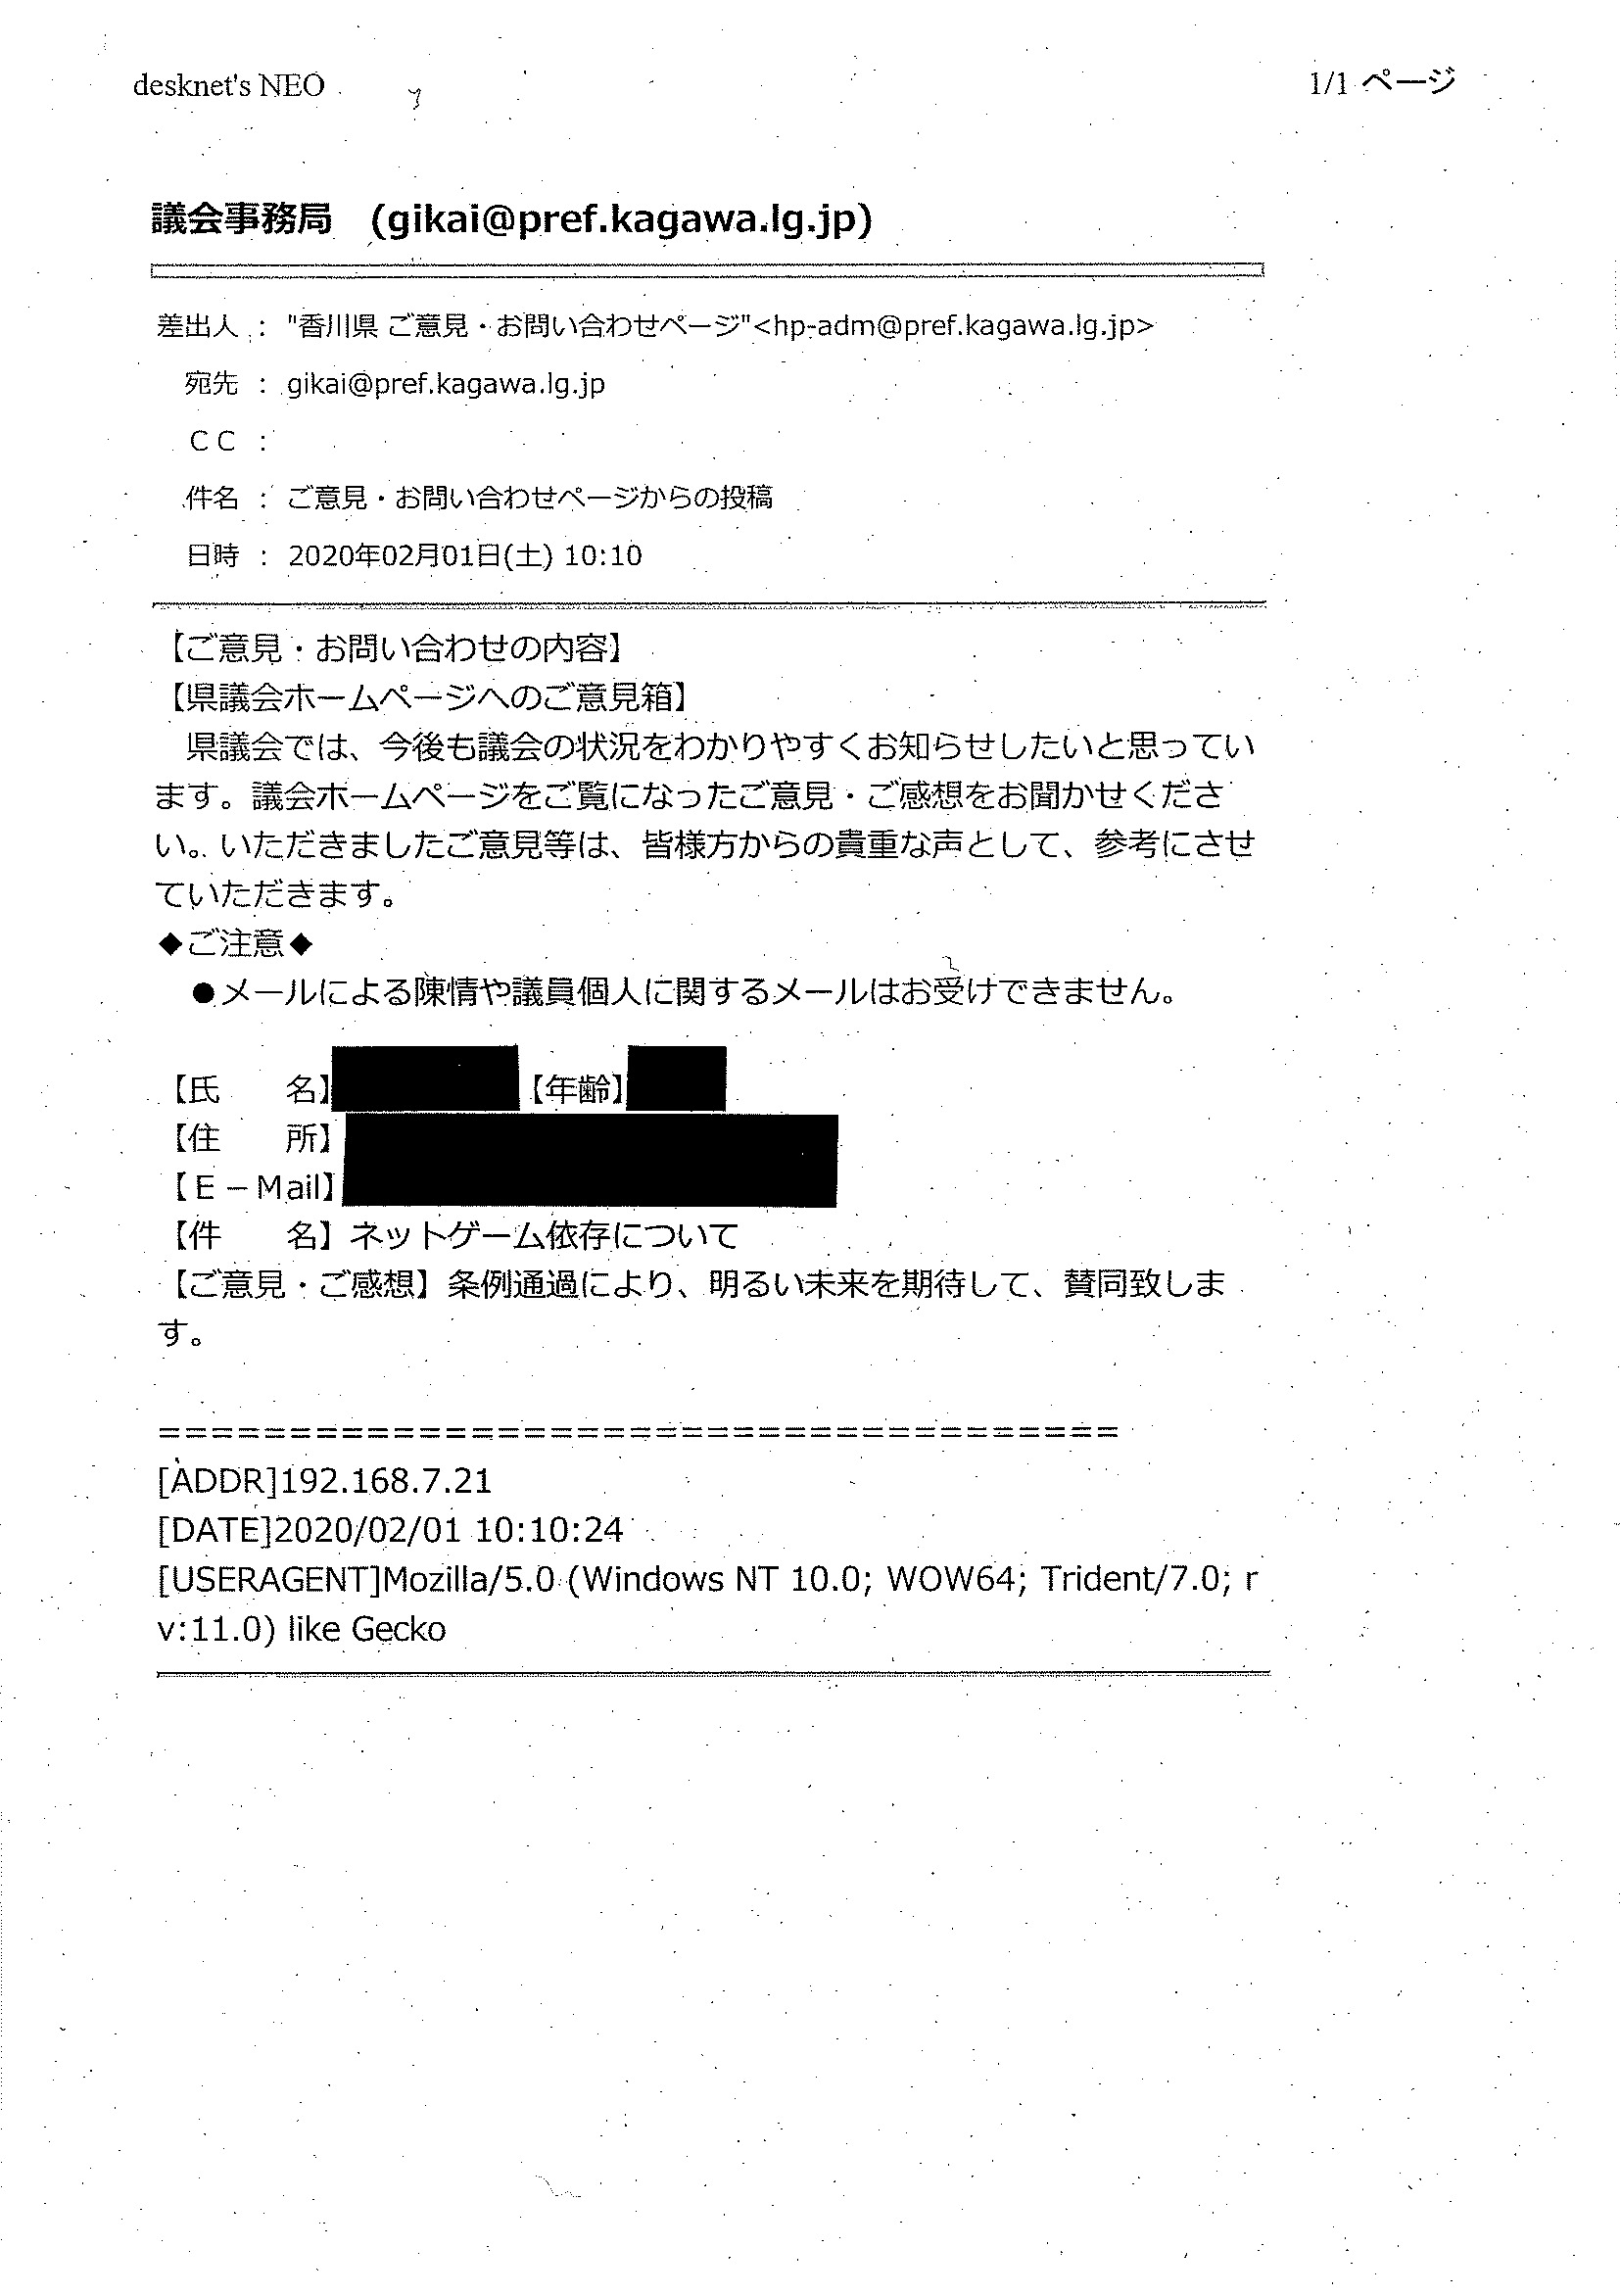 desknet's NEO
1/1 ページ
議会事務局 (gikai@pref.kagawa.lg.jp)
差出人 : "香川県 ご意見・お問い合わせページ"<hp-adm@pref.kagawa.lg.jp>
宛先 : gikai@pref.kagawa.lg.jp
ＣＣ :
件名 : ご意見・お問い合わせページからの投稿
日時 : 2020年02月01日(土) 10:10
【ご意見・お問い合わせの内容】
【県議会ホームページへのご意見箱】
　県議会では、今後も議会の状況をわかりやすくお知らせしたいと思ってい
ます。議会ホームページをご覧になったご意見・ご感想をお聞かせくださ
い。いただきましたご意見等は、皆様方からの貴重な声として、参考にさせ
ていただきます。
◆ご注意◆
　●メールによる陳情や議員個人に関するメールはお受けできません。
【氏　　名】【年齢】
【住　　所】
【Ｅ－Mail】
【件　　名】ネットゲーム依存について
【ご意見・ご感想】条例通過により、明るい未来を期待して、賛同致しま
す。
=====================================
[ADDR]192.168.7.21
[DATE]2020/02/01 10:10:24
[USERAGENT]Mozilla/5.0 (Windows NT 10.0; WOW64; Trident/7.0; r
v:11.0) like Gecko